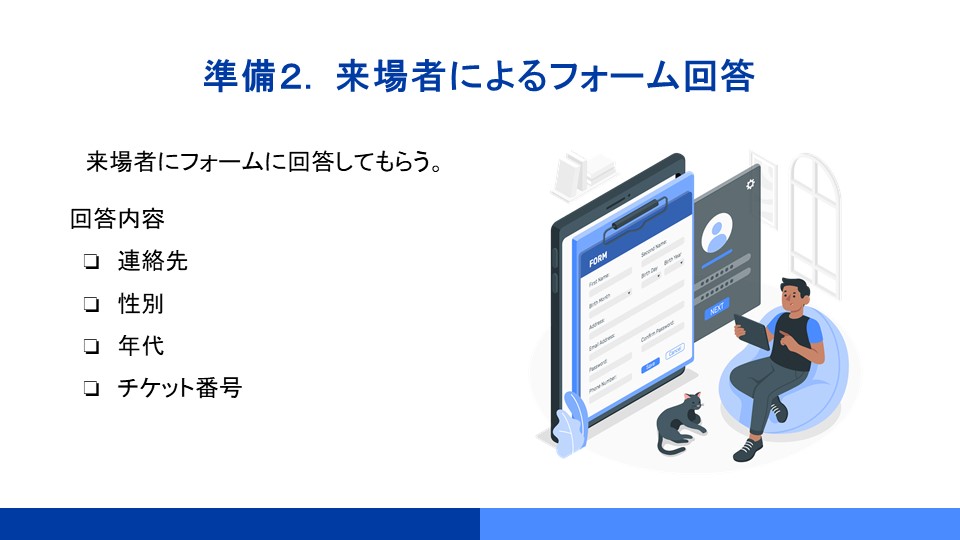 準備２．来場者によるフォーム回答
来場者にフォームに回答してもらう。
回答内容
❏ 連絡先
❏ 性別
❏ 年代
❏ チケット番号
FORM
First Name:
Second Name:
Birth Month
Birth Day
Birth Year
Address:
Email Address:
Password:
Confirm Password:
Phone Number:
Save
Cancel
NEXT